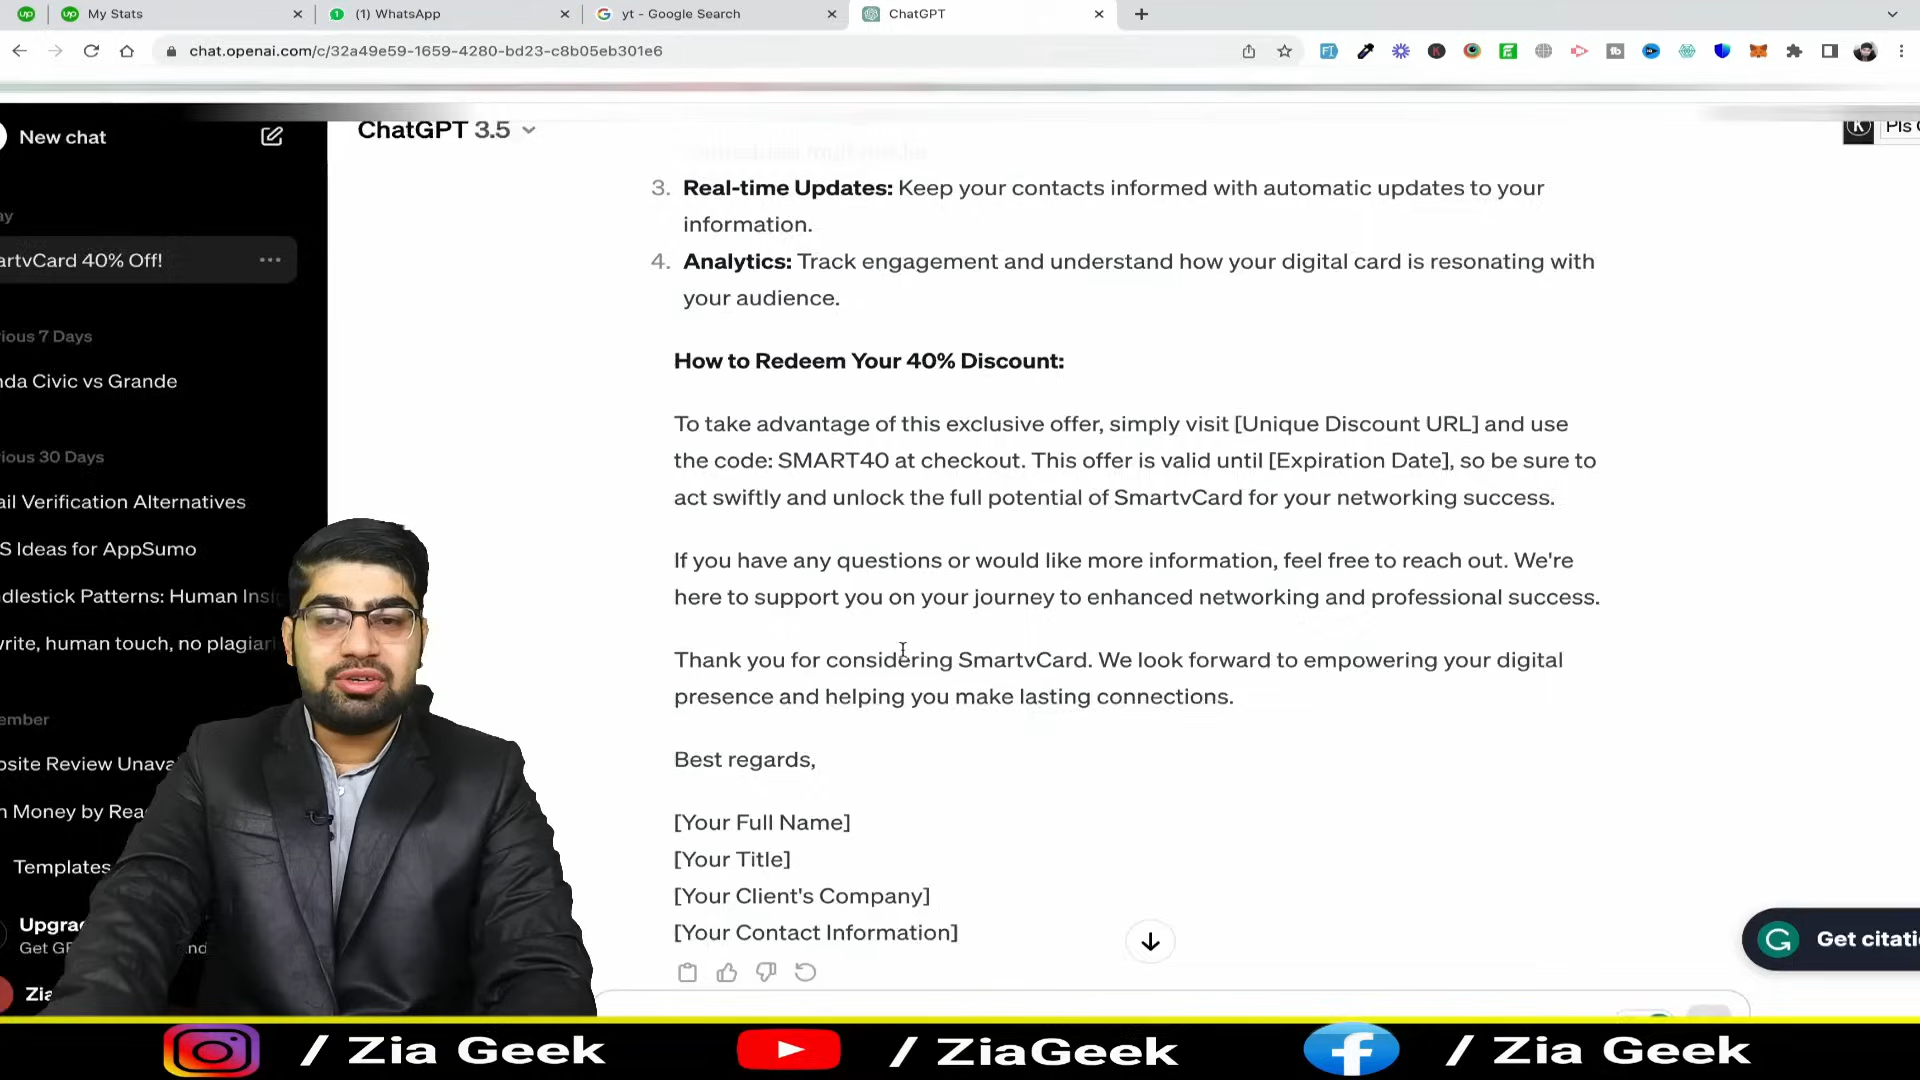 My Stats
(1) WhatsApp
yt - Google Search
ChatGPT
chat.openai.com/c/32a49e59-1659-4280-bd23-c8b05eb301e6
New chat
ChatGPT 3.5
Pls
artvCard 40% Off!
ious 7 Days
da Civic vs Grande
ious 30 Days
ail Verification Alternatives
S Ideas for AppSumo
dlestick Patterns: Human Insi
write, human touch, no plagiar
ember
osite Review Unava
n Money by Rea
Templates
Upgra
Get GP
nd
Zia
3. Real-time Updates: Keep your contacts informed with automatic updates to your
information.
4. Analytics: Track engagement and understand how your digital card is resonating with
your audience.
How to Redeem Your 40% Discount:
To take advantage of this exclusive offer, simply visit [Unique Discount URL] and use
the code: SMART40 at checkout. This offer is valid until [Expiration Date], so be sure to
act swiftly and unlock the full potential of SmartvCard for your networking success.
If you have any questions or would like more information, feel free to reach out. We're
here to support you on your journey to enhanced networking and professional success.
Thank you for considering SmartvCard. We look forward to empowering your digital
presence and helping you make lasting connections.
Best regards,
[Your Full Name]
[Your Title]
[Your Client's Company]
[Your Contact Information]
Get citati
/ Zia Geek
/ ZiaGeek
/ Zia Geek